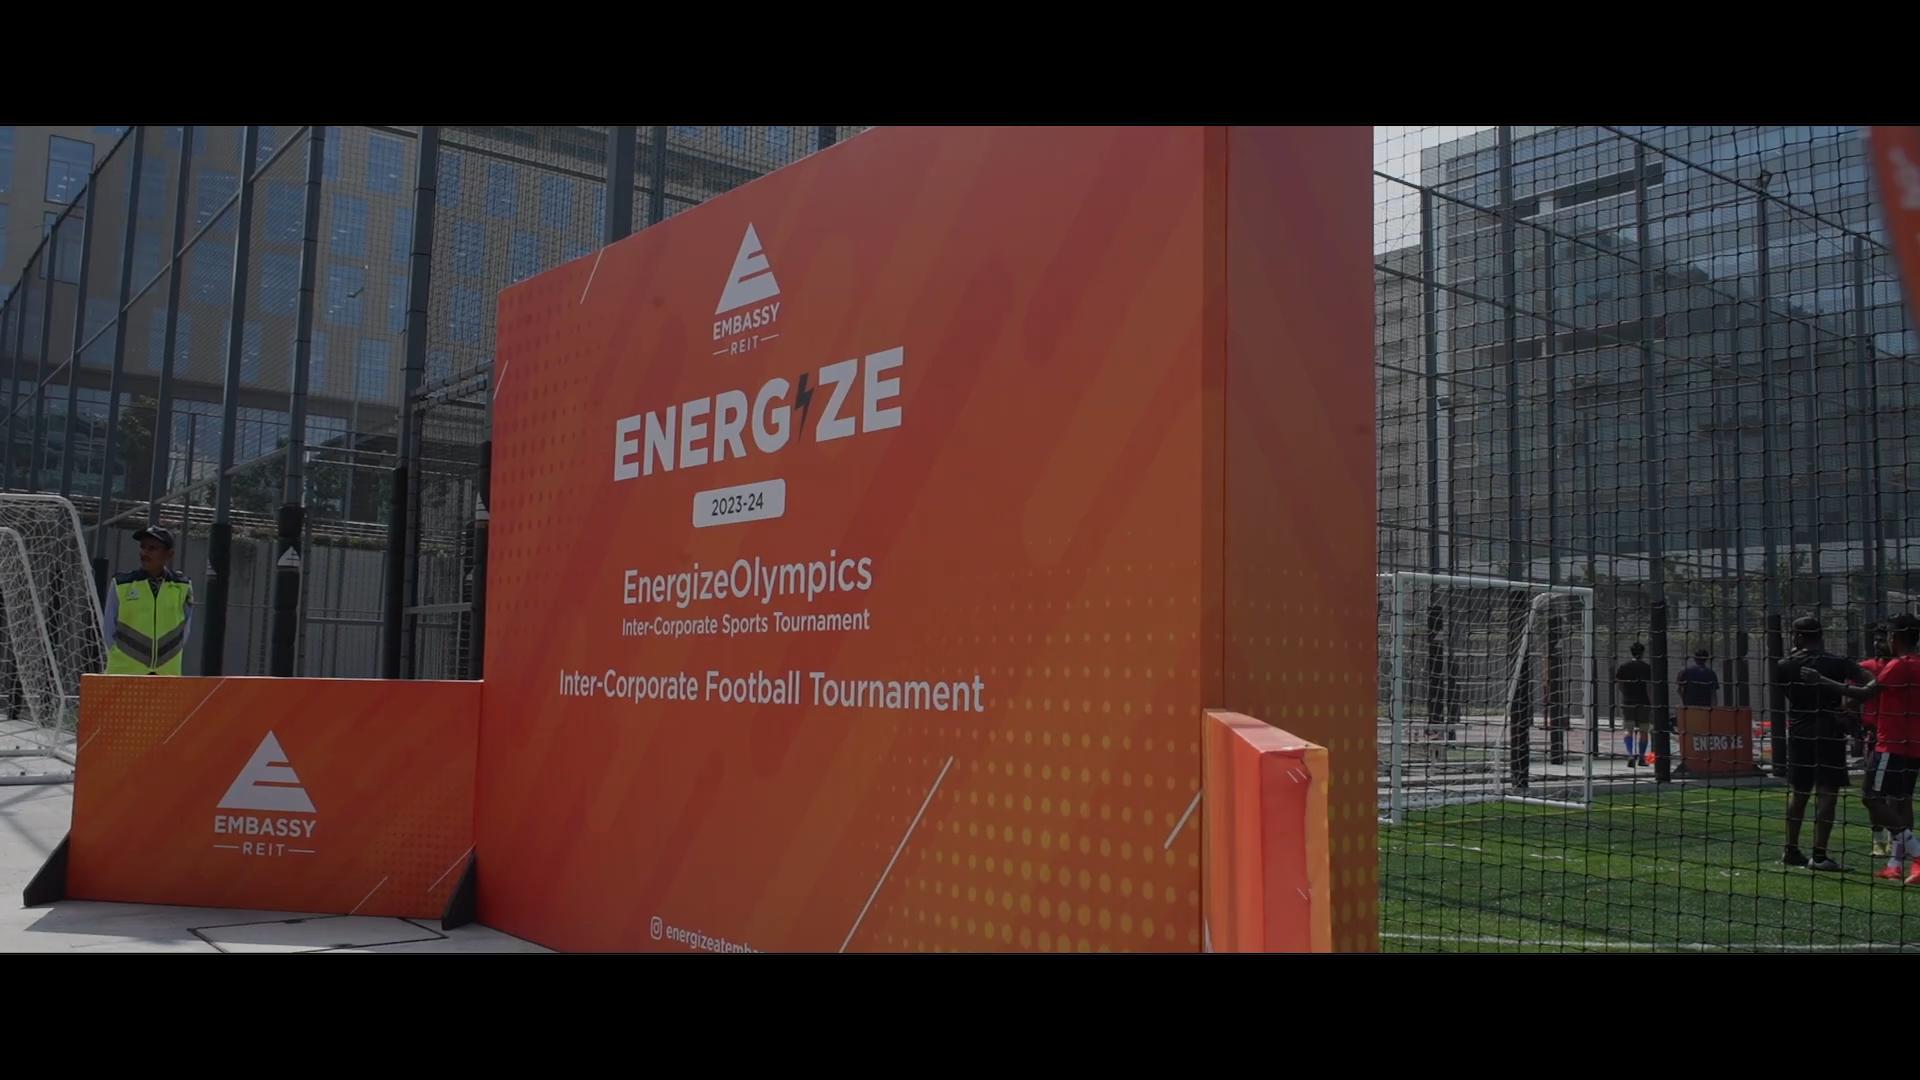 EMBASSY
REIT
ENERGIZE
2023-24
EnergizeOlympics
Inter-Corporate Sports Tournament
Inter-Corporate Football Tournament
EMBASSY
REIT
ENERGIZE